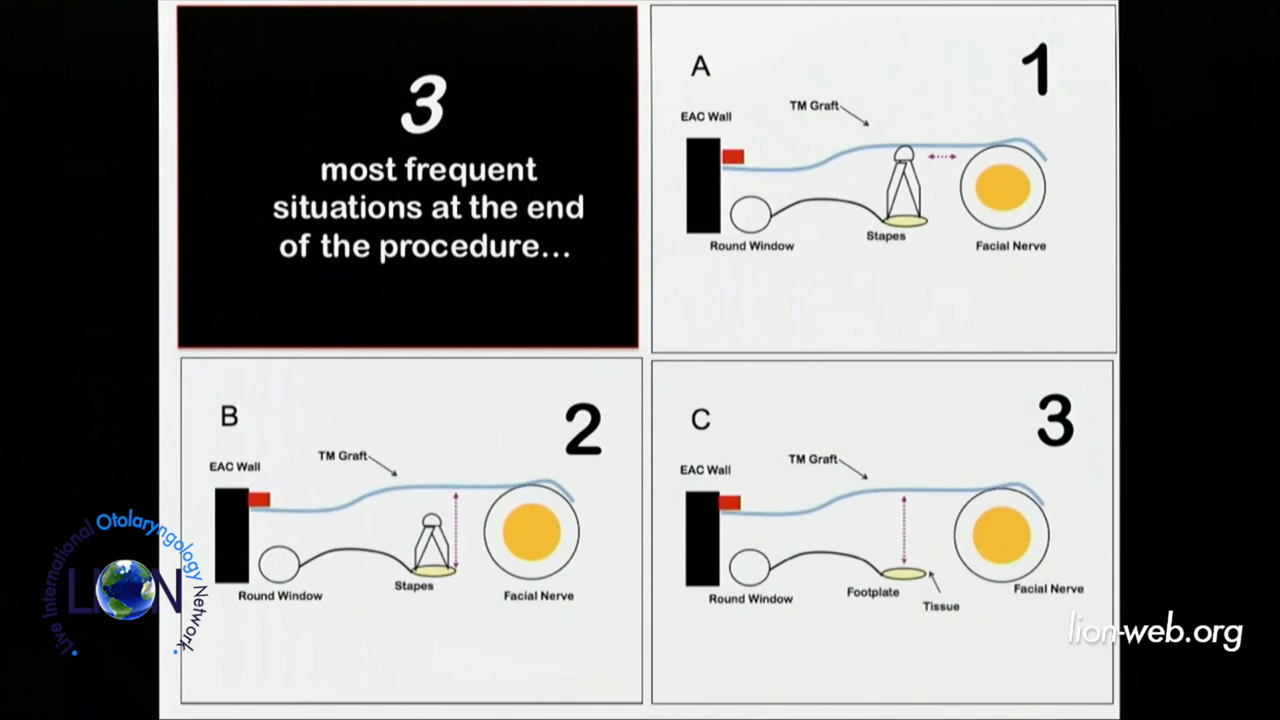 3
most frequent
situations at the end
of the procedure...
A
1
TM Graft
EAC Wall
Round Window
Stapes
Facial Nerve
B
2
TM Graft
EAC Wall
Round Window
Stapes
Facial Nerve
C
3
TM Graft
EAC Wall
Round Window
Footplate
Tissue
Facial Nerve
• Live International Otolaryngology Network •
LION
lion-web.org